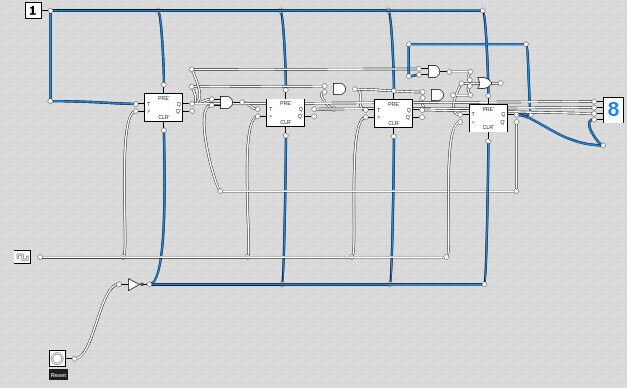 1
PRE'
T Q
> Q'
CLR'
PRE'
T Q
> Q'
CLR'
PRE'
T Q
> Q'
CLR'
PRE'
T Q
> Q'
CLR'
8
Reset